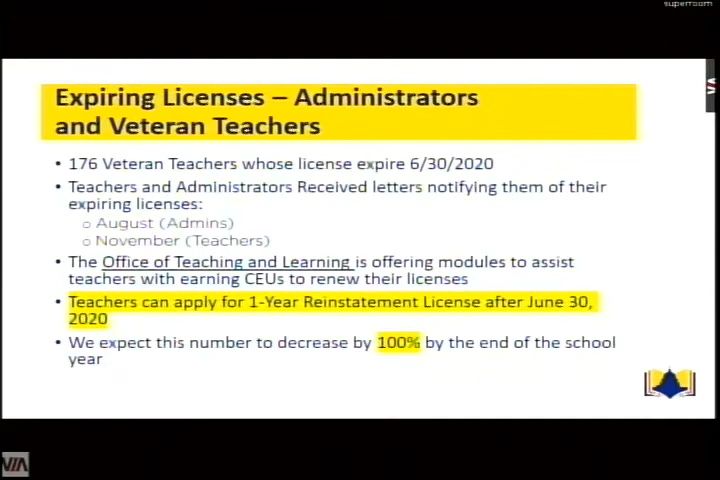 superroom
Expiring Licenses – Administrators
and Veteran Teachers
• 176 Veteran Teachers whose license expire 6/30/2020
• Teachers and Administrators Received letters notifying them of their
expiring licenses:
o August (Admins)
o November (Teachers)
• The Office of Teaching and Learning is offering modules to assist
teachers with earning CEUs to renew their licenses
• Teachers can apply for 1-Year Reinstatement License after June 30,
2020
• We expect this number to decrease by 100% by the end of the school
year
VIA